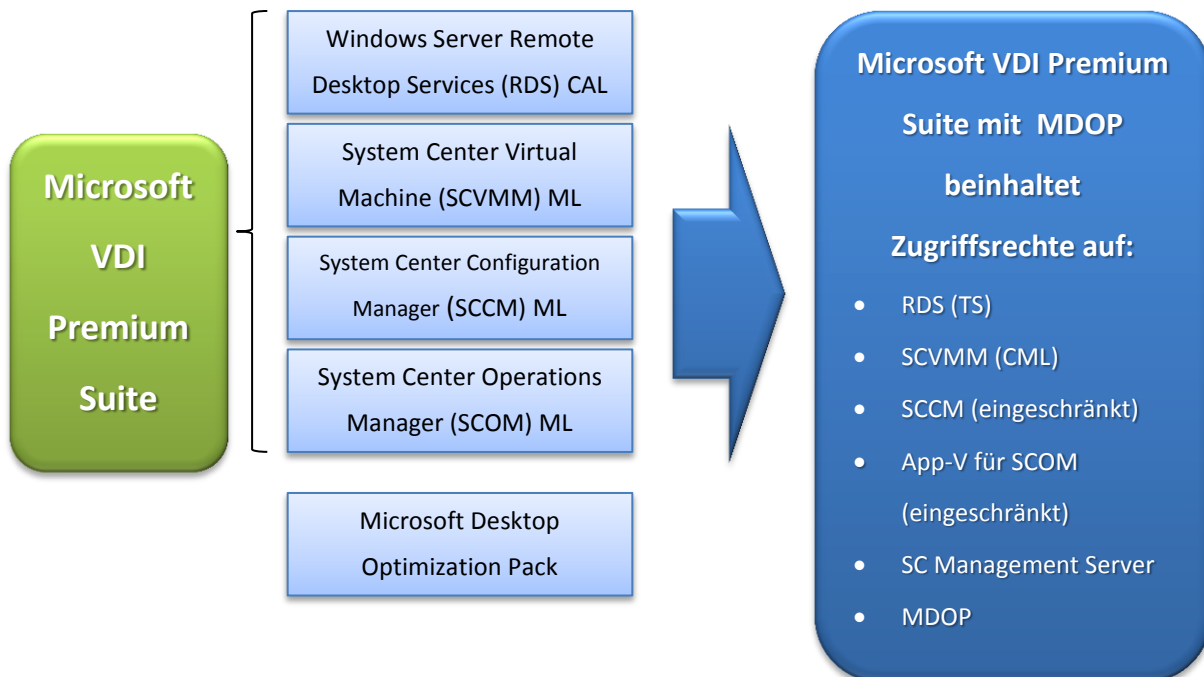 Microsoft
VDI
Premium
Suite
Windows Server Remote
Desktop Services (RDS) CAL
System Center Virtual
Machine (SCVMM) ML
System Center Configuration
Manager (SCCM) ML
System Center Operations
Manager (SCOM) ML
Microsoft Desktop
Optimization Pack
Microsoft VDI Premium
Suite mit MDOP
beinhaltet
Zugriffsrechte auf:
• RDS (TS)
• SCVMM (CML)
• SCCM (eingeschränkt)
• App-V für SCOM
(eingeschränkt)
• SC Management Server
• MDOP